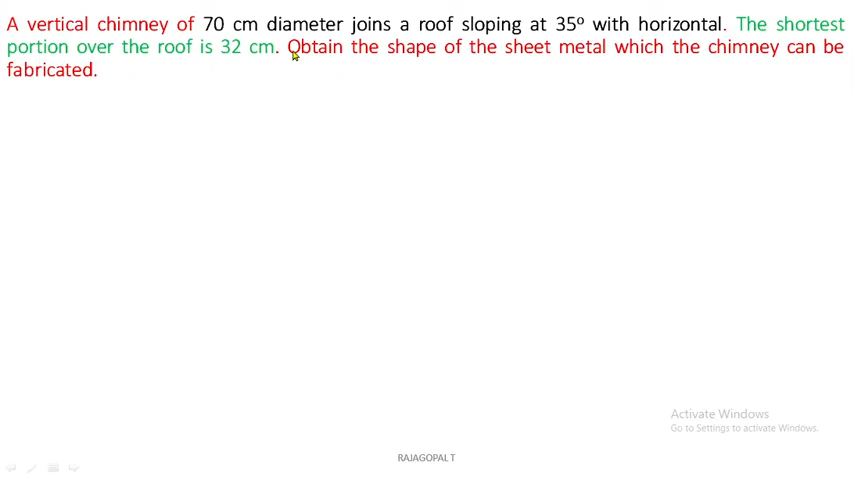 A vertical chimney of 70 cm diameter joins a roof sloping at 35º with horizontal. The shortest
portion over the roof is 32 cm. Obtain the shape of the sheet metal which the chimney can be
fabricated.
Activate Windows
Go to Settings to activate Windows.
RAJAGOPAL T